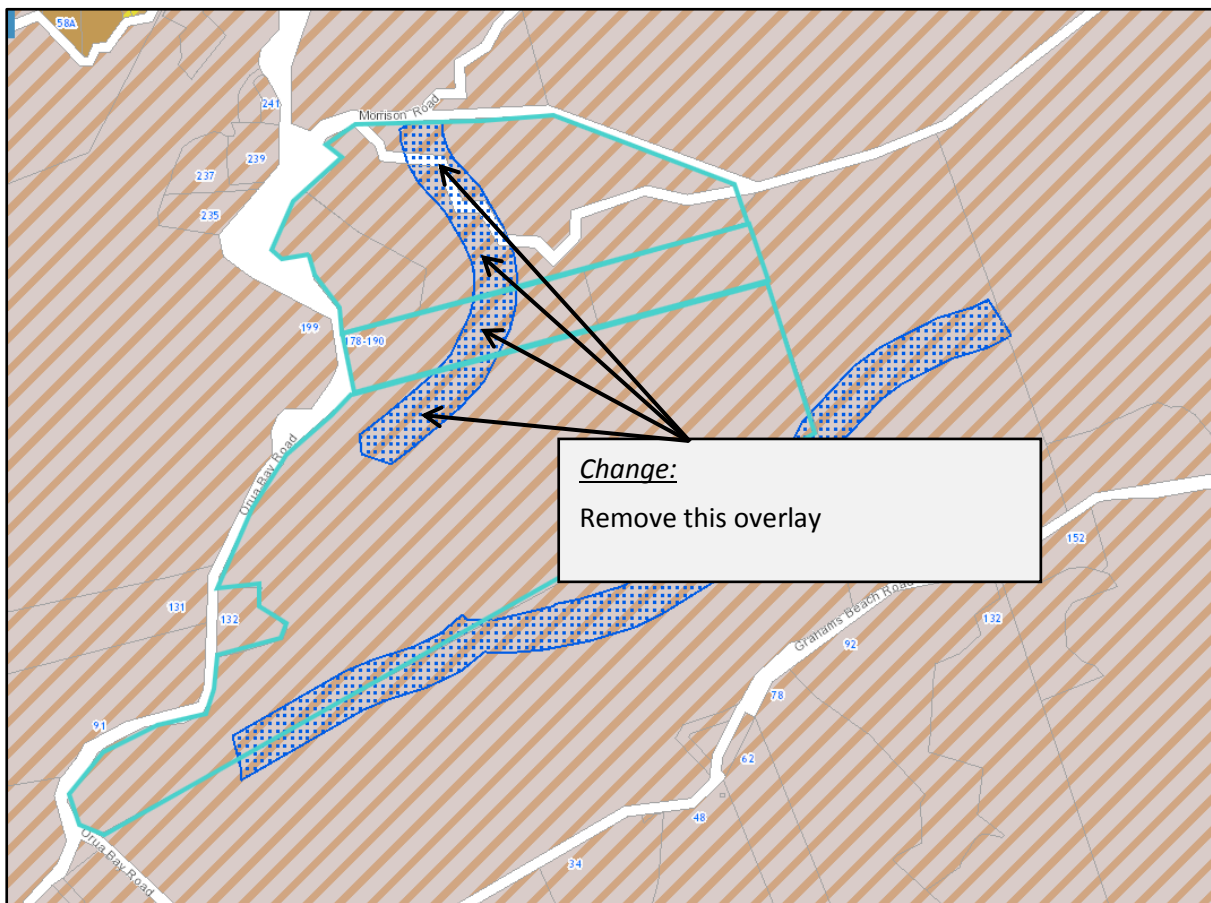 58A
241
Morrison Road
239
237
235
199
178-190
Orua Bay Road
Change:
Remove this overlay
152
131
132
Grahams Beach Road
132
92
78
91
62
48
Orua Bay Road
34